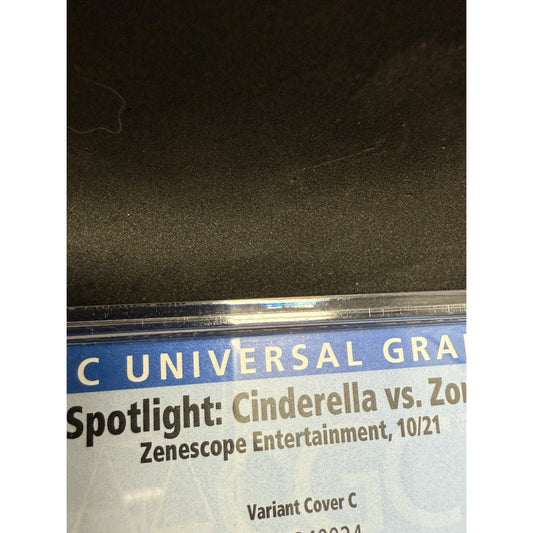 C UNIVERSAL GRA
Spotlight: Cinderella vs. Zo
Zenescope Entertainment, 10/21
Variant Cover C